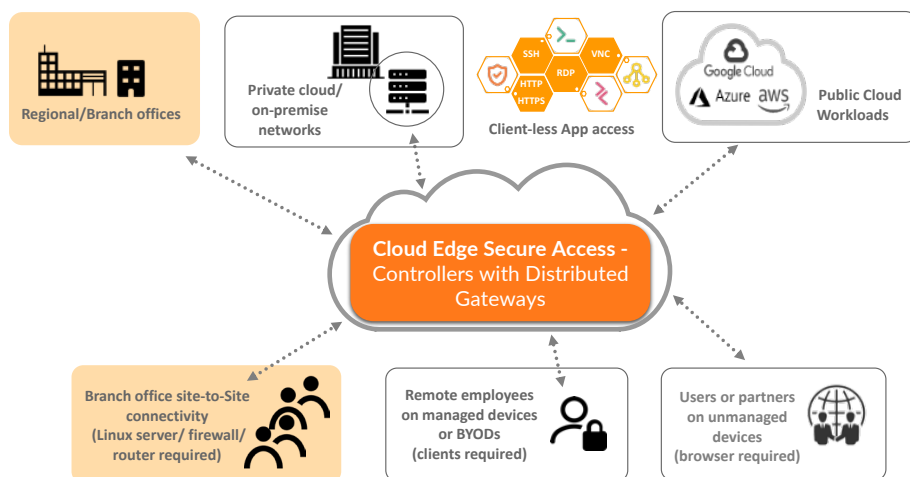 Regional/Branch offices
Private cloud/
on-premise
networks
SSH
VNC
RDP
HTTP
HTTPS
Client-less App access
Google Cloud
Azure aws
Public Cloud
Workloads
Cloud Edge Secure Access -
Controllers with Distributed
Gateways
Branch office site-to-Site
connectivity
(Linux server/ firewall/
router required)
Remote employees
on managed devices
or BYODs
(clients required)
Users or partners
on unmanaged
devices
(browser required)